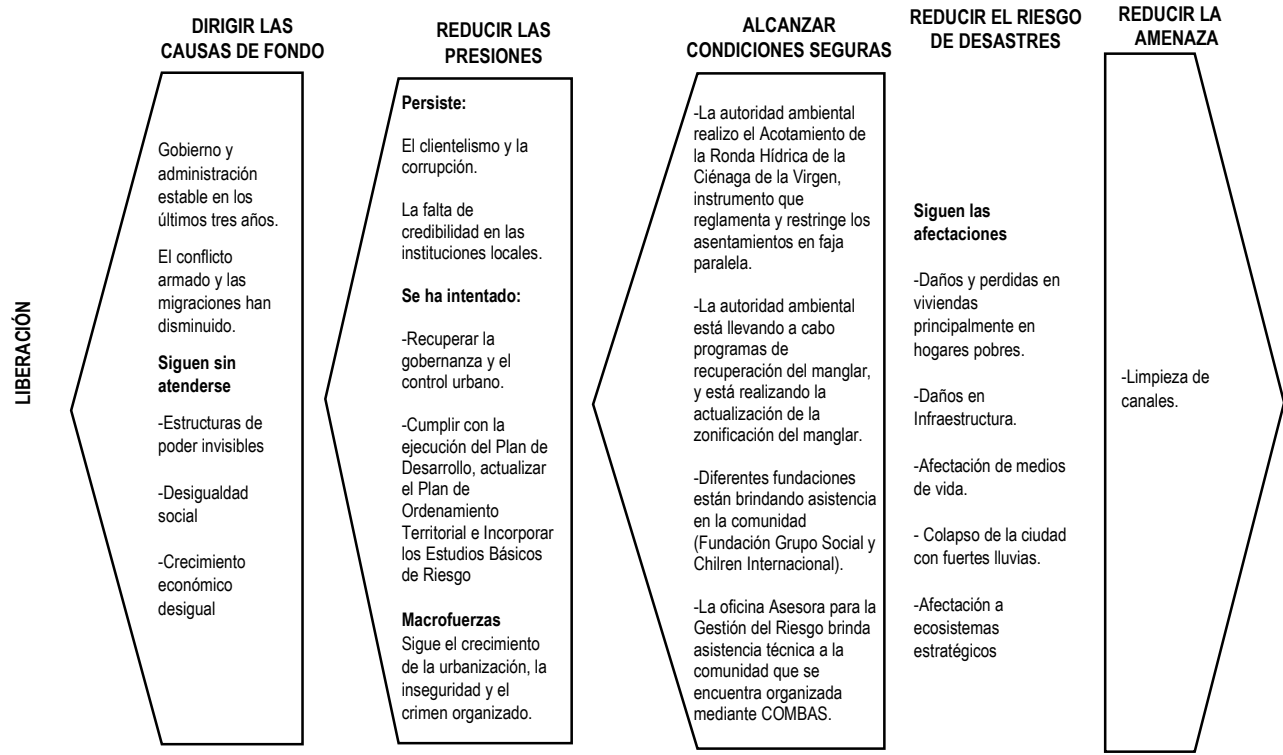 LIBERACIÓN
DIRIGIR LAS
CAUSAS DE FONDO
Gobierno y
administración
estable en los
últimos tres años.
El conflicto
armado y las
migraciones han
disminuido.
Siguen sin
atenderse
-Estructuras de
poder invisibles
-Desigualdad
social
-Crecimiento
económico
desigual
REDUCIR LAS
PRESIONES
Persiste:
El clientelismo y la
corrupción.
La falta de
credibilidad en las
instituciones locales.
Se ha intentado:
-Recuperar la
gobernanza y el
control urbano.
-Cumplir con la
ejecución del Plan de
Desarrollo, actualizar
el Plan de
Ordenamiento
Territorial e Incorporar
los Estudios Básicos
de Riesgo
Macrofuerzas
Sigue el crecimiento
de la urbanización, la
inseguridad y el
crimen organizado.
ALCANZAR
CONDICIONES SEGURAS
-La autoridad ambiental
realizo el Acotamiento de
la Ronda Hídrica de la
Ciénaga de la Virgen,
instrumento que
reglamenta y restringe los
asentamientos en faja
paralela.
-La autoridad ambiental
está llevando a cabo
programas de
recuperación del manglar,
y está realizando la
actualización de la
zonificación del manglar.
-Diferentes fundaciones
están brindando asistencia
en la comunidad
(Fundación Grupo Social y
Chilren Internacional).
-La oficina Asesora para la
Gestión del Riesgo brinda
asistencia técnica a la
comunidad que se
encuentra organizada
mediante COMBAS.
REDUCIR EL RIESGO
DE DESASTRES
Siguen las
afectaciones
-Daños y perdidas en
viviendas
principalmente en
hogares pobres.
-Daños en
Infraestructura.
-Afectación de medios
de vida.
- Colapso de la ciudad
con fuertes lluvias.
-Afectación a
ecosistemas
estratégicos
REDUCIR LA
AMENAZA
-Limpieza de
canales.